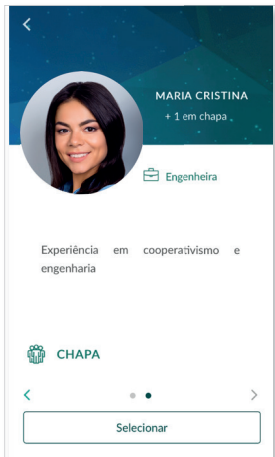 MARIA CRISTINA
+ 1 em chapa
Engenheira
Experiência em cooperativismo e
engenharia
CHAPA
Selecionar